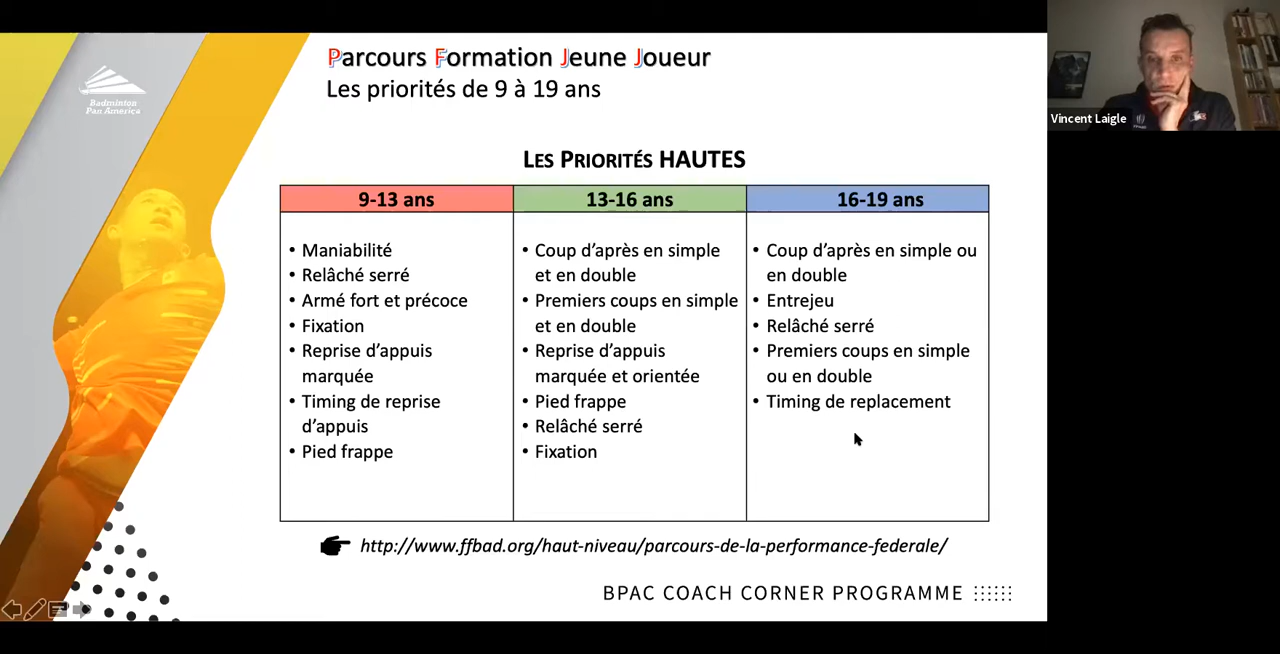 Parcours Formation Jeune Joueur
Les priorités de 9 à 19 ans
Badminton
Pan America
Vincent Laigle
LES PRIORITÉS HAUTES
9-13 ans
• Maniabilité
• Relâché serré
• Armé fort et précoce
• Fixation
• Reprise d’appuis
marquée
• Timing de reprise
d’appuis
• Pied frappe
13-16 ans
• Coup d’après en simple
et en double
• Premiers coups en simple
et en double
• Reprise d’appuis
marquée et orientée
• Pied frappe
• Relâché serré
• Fixation
16-19 ans
• Coup d’après en simple ou
en double
• Entrejeu
• Relâché serré
• Premiers coups en simple
ou en double
• Timing de replacement
http://www.ffbad.org/haut-niveau/parcours-de-la-performance-federale/
BPAC COACH CORNER PROGRAMME